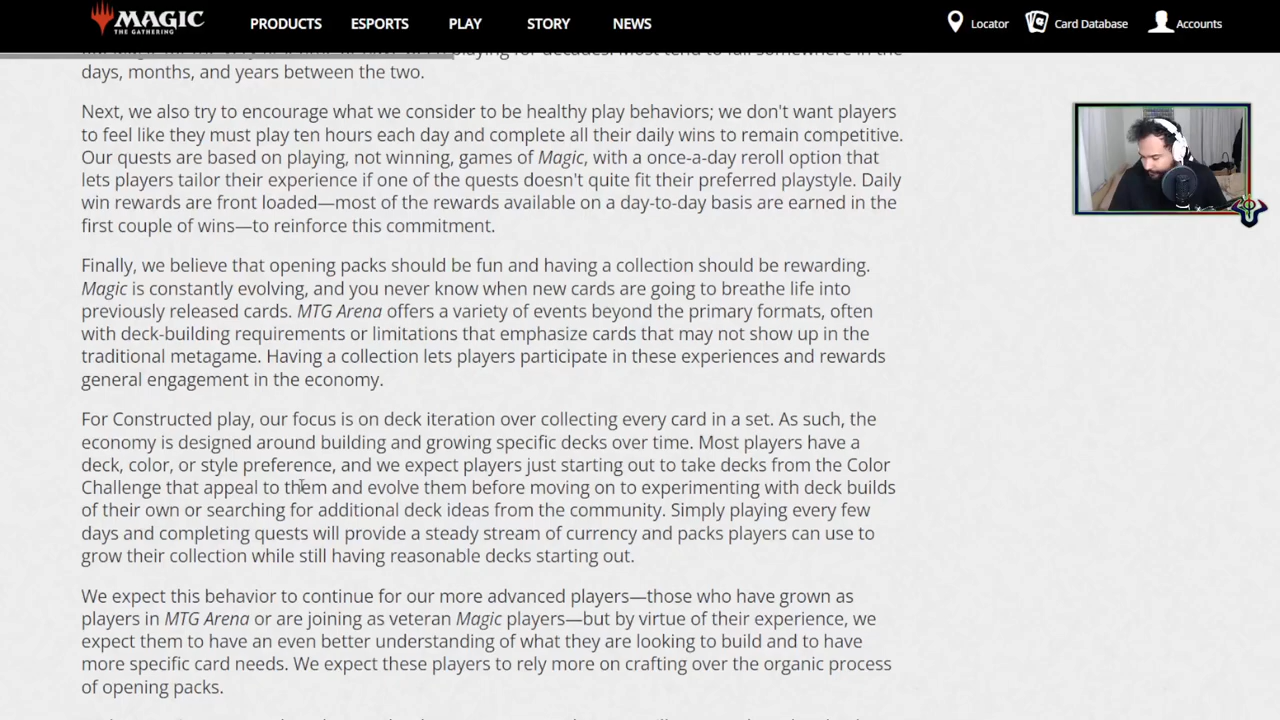 MAGIC
THE GATHERING
PRODUCTS
ESPORTS
PLAY
STORY
NEWS
Locator
Card Database
Accounts
playing for decades. Most tend to fall somewhere in the
days, months, and years between the two.
Next, we also try to encourage what we consider to be healthy play behaviors; we don't want players
to feel like they must play ten hours each day and complete all their daily wins to remain competitive.
Our quests are based on playing, not winning, games of Magic, with a once-a-day reroll option that
lets players tailor their experience if one of the quests doesn't quite fit their preferred playstyle. Daily
win rewards are front loaded—most of the rewards available on a day-to-day basis are earned in the
first couple of wins—to reinforce this commitment.
Finally, we believe that opening packs should be fun and having a collection should be rewarding.
Magic is constantly evolving, and you never know when new cards are going to breathe life into
previously released cards. MTG Arena offers a variety of events beyond the primary formats, often
with deck-building requirements or limitations that emphasize cards that may not show up in the
traditional metagame. Having a collection lets players participate in these experiences and rewards
general engagement in the economy.
For Constructed play, our focus is on deck iteration over collecting every card in a set. As such, the
economy is designed around building and growing specific decks over time. Most players have a
deck, color, or style preference, and we expect players just starting out to take decks from the Color
Challenge that appeal to them and evolve them before moving on to experimenting with deck builds
of their own or searching for additional deck ideas from the community. Simply playing every few
days and completing quests will provide a steady stream of currency and packs players can use to
grow their collection while still having reasonable decks starting out.
We expect this behavior to continue for our more advanced players—those who have grown as
players in MTG Arena or are joining as veteran Magic players—but by virtue of their experience, we
expect them to have an even better understanding of what they are looking to build and to have
more specific card needs. We expect these players to rely more on crafting over the organic process
of opening packs.